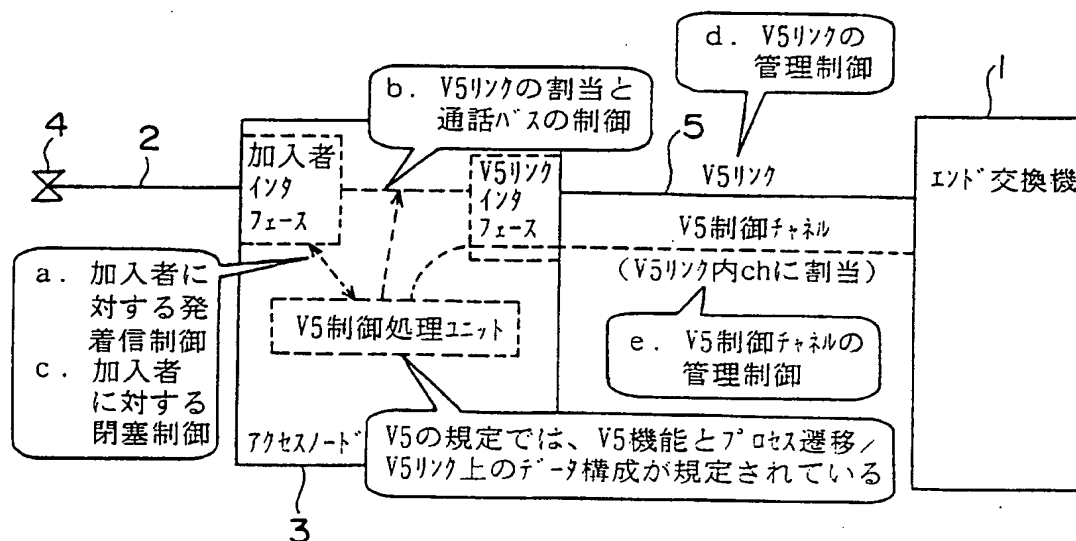 d. V5リンクの
管理制御
1
b. V5リンクの割当と
通話パスの制御
4
2
加入者
インタ
フェース
V5リンク
インタ
フェース
5
V5リンク
エンド交換機
V5制御チャネル
(V5リンク内chに割当)
a. 加入者に
対する発
着信制御
c. 加入者
に対する
閉塞制御
V5制御処理ユニット
e. V5制御チャネルの
管理制御
アクセスノード
V5の規定では、V5機能とプロセス遷移/
V5リンク上のデータ構成が規定されている
3